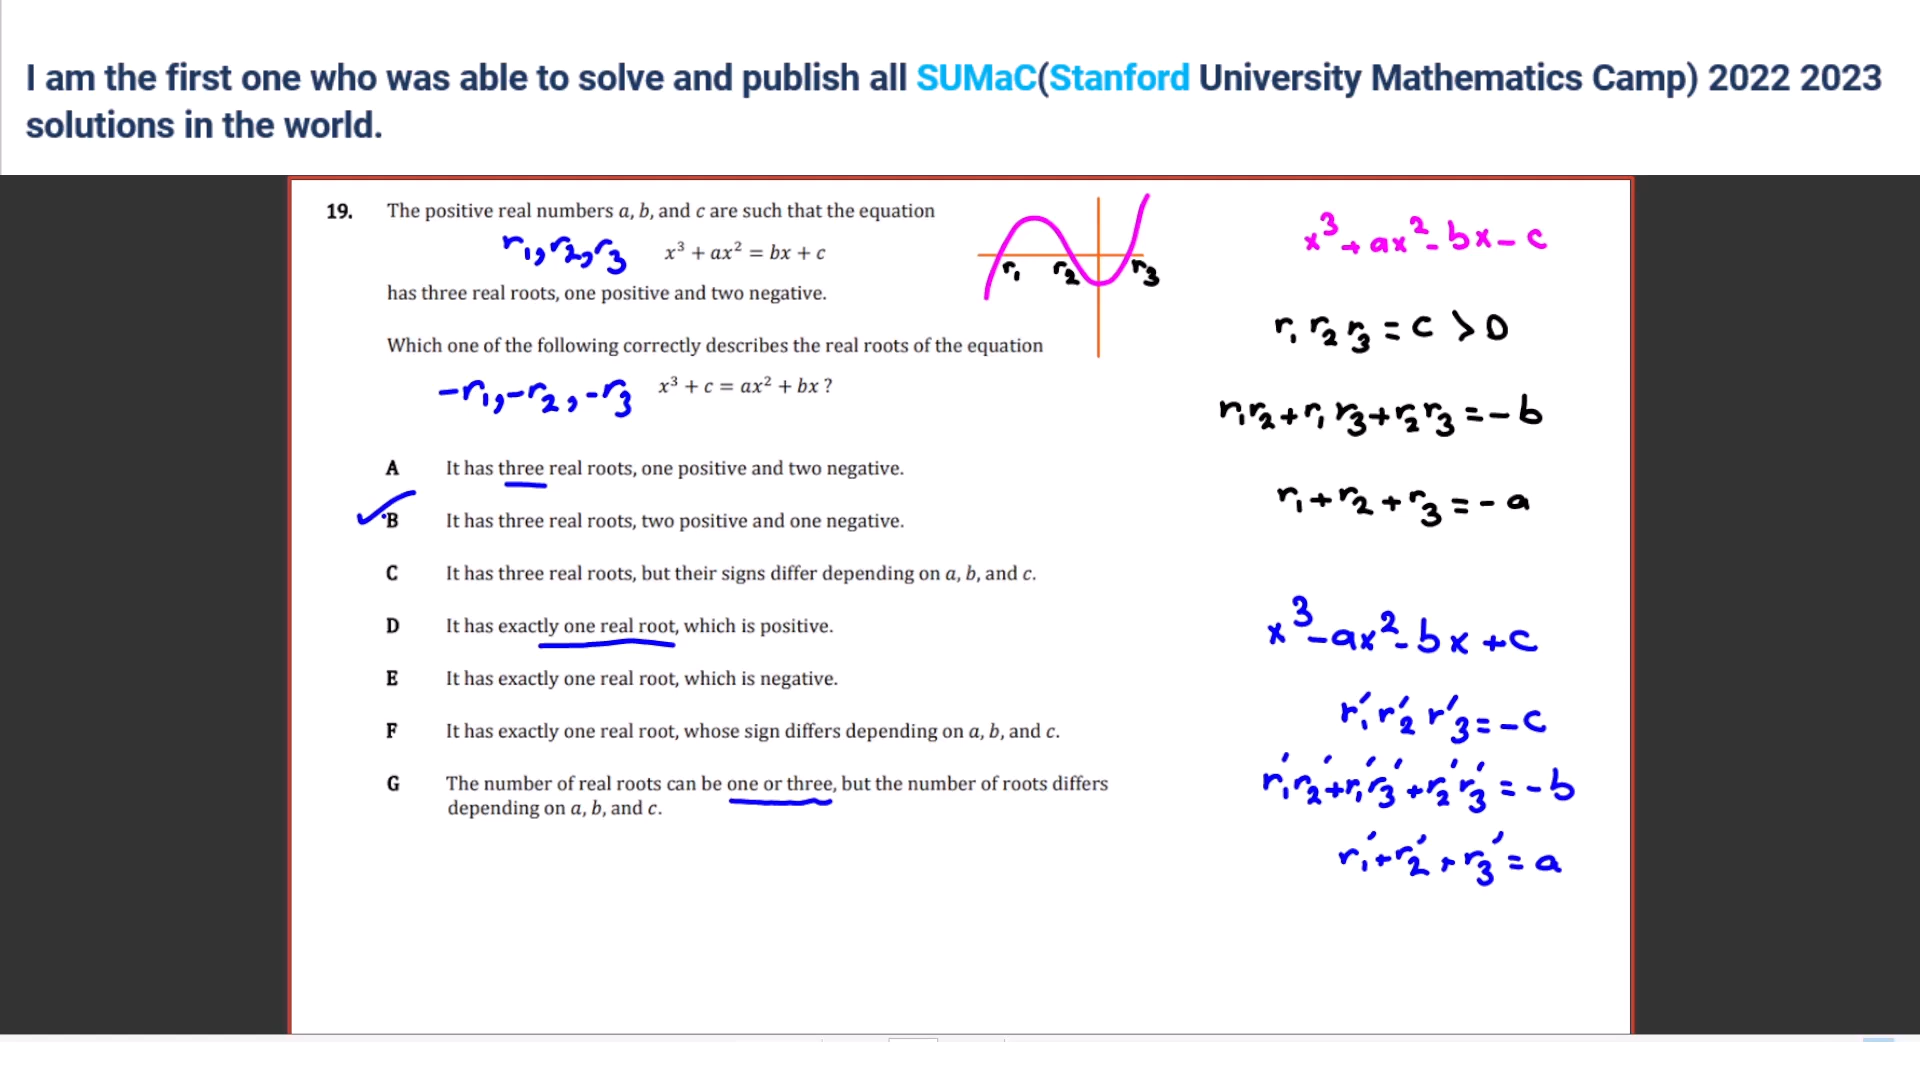 I am the first one who was able to solve and publish all SUMaC(Stanford University Mathematics Camp) 2022 2023
solutions in the world.
19. The positive real numbers a, b, and c are such that the equation
r₁,r₂,r₃ x³ + ax² = bx + c
r₁ r₂ r₃
x³+ax²-bx-c
has three real roots, one positive and two negative.
r₁r₂r₃=c>0
Which one of the following correctly describes the real roots of the equation
-r₁,-r₂,-r₃ x³ + c = ax² + bx ?
r₁r₂+r₁r₃+r₂r₃=-b
A It has three real roots, one positive and two negative.
r₁+r₂+r₃=-a
B It has three real roots, two positive and one negative.
C It has three real roots, but their signs differ depending on a, b, and c.
D It has exactly one real root, which is positive.
x³-ax²-bx+c
E It has exactly one real root, which is negative.
r₁'r₂'r₃'=-c
F It has exactly one real root, whose sign differs depending on a, b, and c.
G The number of real roots can be one or three, but the number of roots differs
depending on a, b, and c.
r₁'r₂'+r₁'r₃'+r₂'r₃'=-b
r₁'+r₂'+r₃'=a